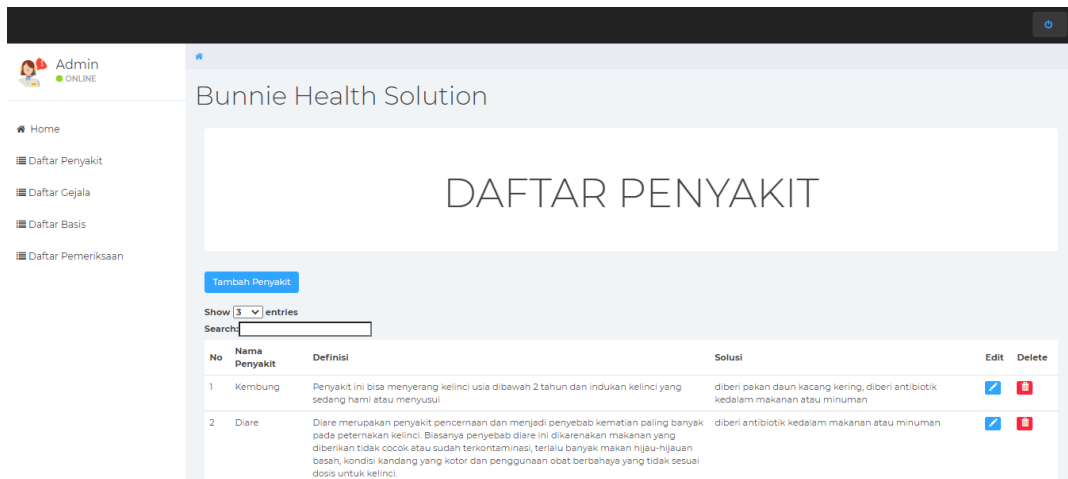 Admin
ONLINE
Home
Daftar Penyakit
Daftar Gejala
Daftar Basis
Daftar Pemeriksaan
Bunnie Health Solution
DAFTAR PENYAKIT
Tambah Penyakit
Show 3 entries
Search:
No Nama Penyakit Definisi Solusi Edit Delete
1 Kembung Penyakit ini bisa menyerang kelinci usia dibawah 2 tahun dan indukan kelinci yang
sedang hami atau menyusui
diberi pakan daun kacang kering, diberi antibiotik
kedalam makanan atau minuman
2 Diare Diare merupakan penyakit pencernaan dan menjadi penyebab kematian paling banyak
pada peternakan kelinci. Biasanya penyebab diare ini dikarenakan makanan yang
diberikan tidak cocok atau sudah terkontaminasi, terlalu banyak makan hijau-hijauan
basah, kondisi kandang yang kotor dan penggunaan obat berbahaya yang tidak sesuai
dosis untuk kelinci.
diberi antibiotik kedalam makanan atau minuman